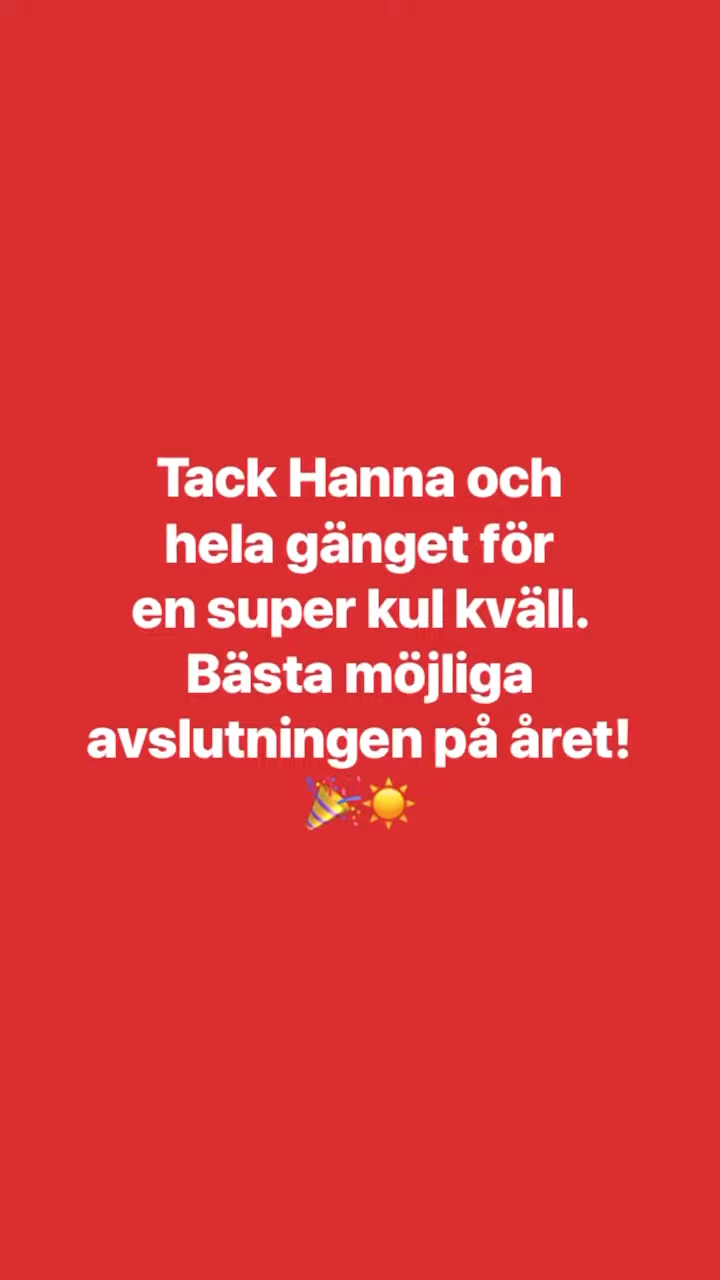 Tack Hanna och
hela gänget för
en super kul kväll.
Bästa möjliga
avslutningen på året!
🎉☀️